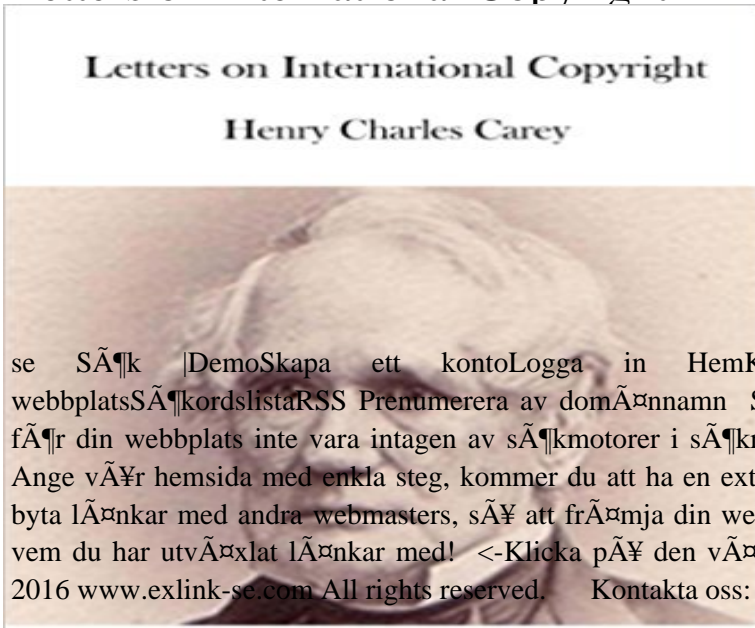 Letters on International Copyright
Henry Charles Carey
se SÃ¶k |DemoSkapa ett kontoLogga in HemK
webbplatsSÃ¶kordslistaRSS Prenumerera av domÃ¤nnamn S
fÃ¶r din webbplats inte vara intagen av sÃ¶kmotorer i sÃ¶kr
Ange vÃ¥r hemsida med enkla steg, kommer du att ha en ext
byta lÃ¤nkar med andra webmasters, sÃ¥ att frÃ¤mja din we
vem du har utvÃ¤xlat lÃ¤nkar med! <-Klicka pÃ¥ den vÃ¤
2016 www.exlink-se.com All rights reserved. Kontakta oss: